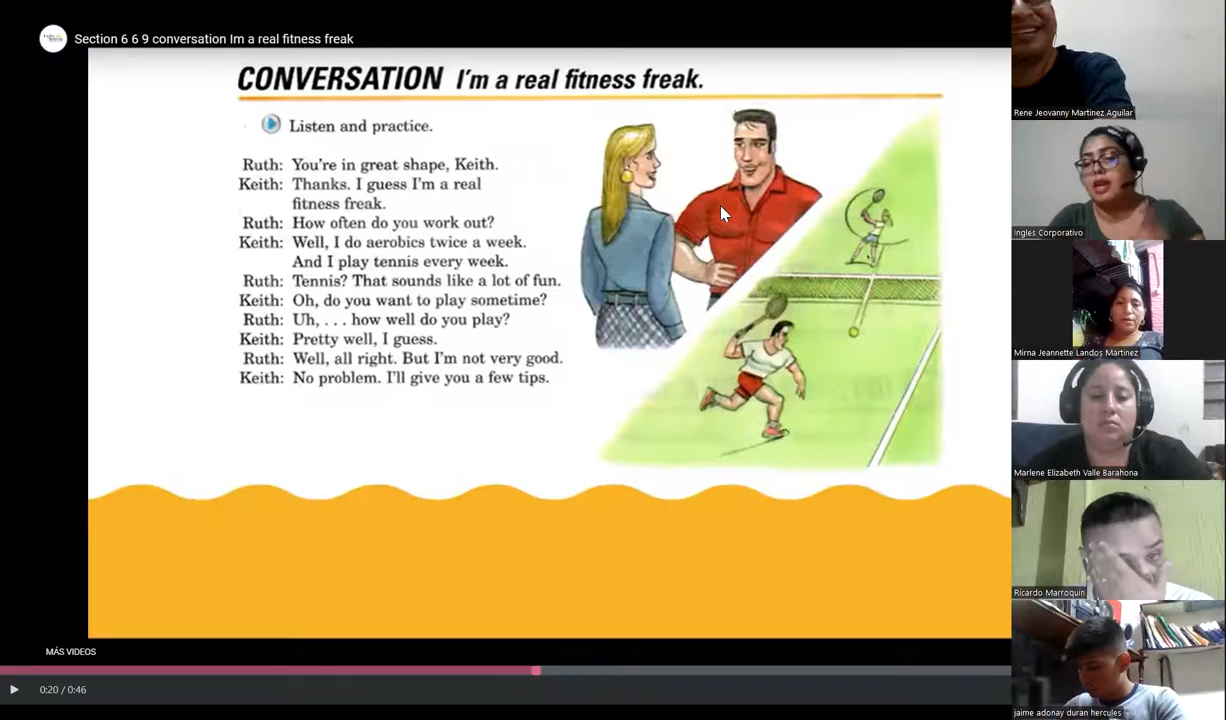 Section 6 6 9 conversation Im a real fitness freak
CONVERSATION I'm a real fitness freak.
Listen and practice.
Ruth: You're in great shape, Keith.
Keith: Thanks. I guess I'm a real
fitness freak.
Ruth: How often do you work out?
Keith: Well, I do aerobics twice a week.
And I play tennis every week.
Ruth: Tennis? That sounds like a lot of fun.
Keith: Oh, do you want to play sometime?
Ruth: Uh, . . . how well do you play?
Keith: Pretty well, I guess.
Ruth: Well, all right. But I'm not very good.
Keith: No problem. I'll give you a few tips.
MÁS VIDEOS
0:20 / 0:46
Rene Jeovanny Martinez Aguilar
Ingles Corporativo
Mirna Jeannette Landos Martinez
Marlene Elizabeth Valle Barahona
Ricardo Marroquin
jaime adonay duran hercules